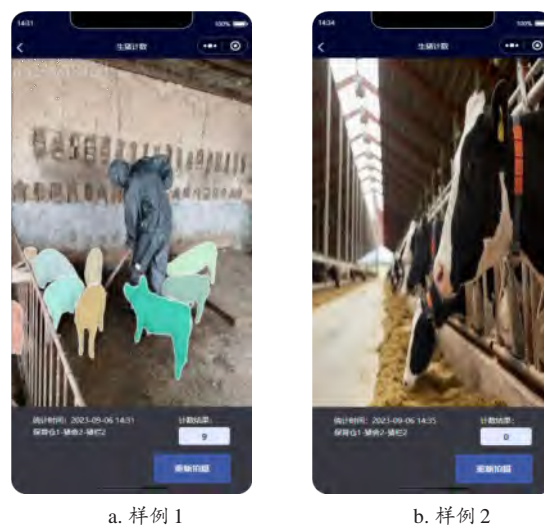 14:31
100%
生猪计数
统计时间：2023-09-06 14:31
计数结果：
保育仓1-猪舍2-猪栏2
9
重新拍摄
a. 样例1
14:34
100%
生猪计数
统计时间：2023-09-06 14:35
计数结果：
保育仓1-猪舍2-猪栏2
0
重新拍摄
b. 样例2